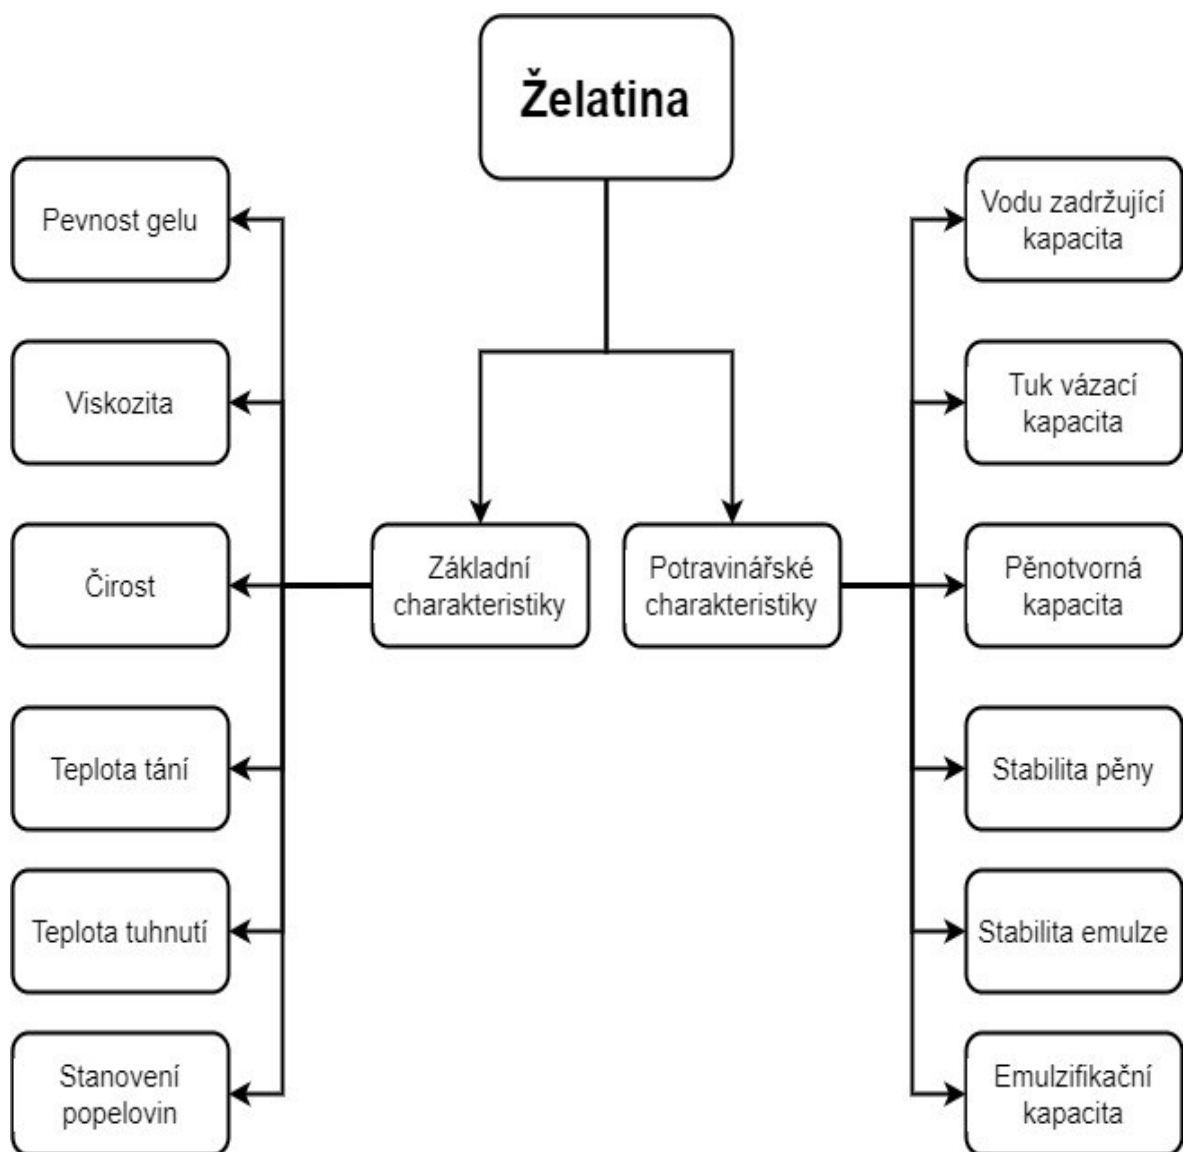 Želatina
Pevnost gelu
Viskozita
Čirost
Teplota tání
Teplota tuhnutí
Stanovení
popelovin
Základní
charakteristiky
Potravinářské
charakteristiky
Vodu zadržující
kapacita
Tuk vázací
kapacita
Pěnotvorná
kapacita
Stabilita pěny
Stabilita emulze
Emulzifikační
kapacita